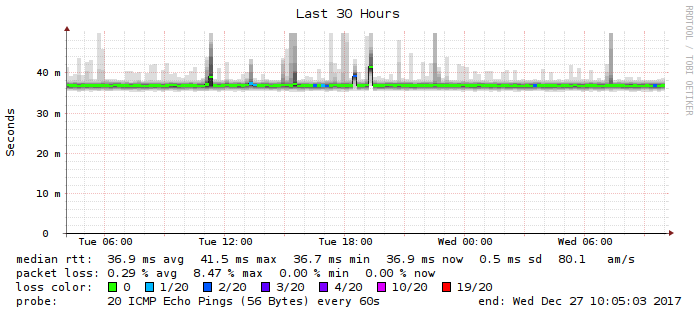 Last 30 Hours
RRDTOOL / TOBI OETIKER
Seconds
40 m
30 m
20 m
10 m
0
Tue 06:00 Tue 12:00 Tue 18:00 Wed 00:00 Wed 06:00
median rtt: 36.9 ms avg 41.5 ms max 36.7 ms min 36.9 ms now 0.5 ms sd 80.1 am/s
packet loss: 0.29 % avg 8.47 % max 0.00 % min 0.00 % now
loss color: 0 1/20 2/20 3/20 4/20 10/20 19/20
probe: 20 ICMP Echo Pings (56 Bytes) every 60s end: Wed Dec 27 10:05:03 2017